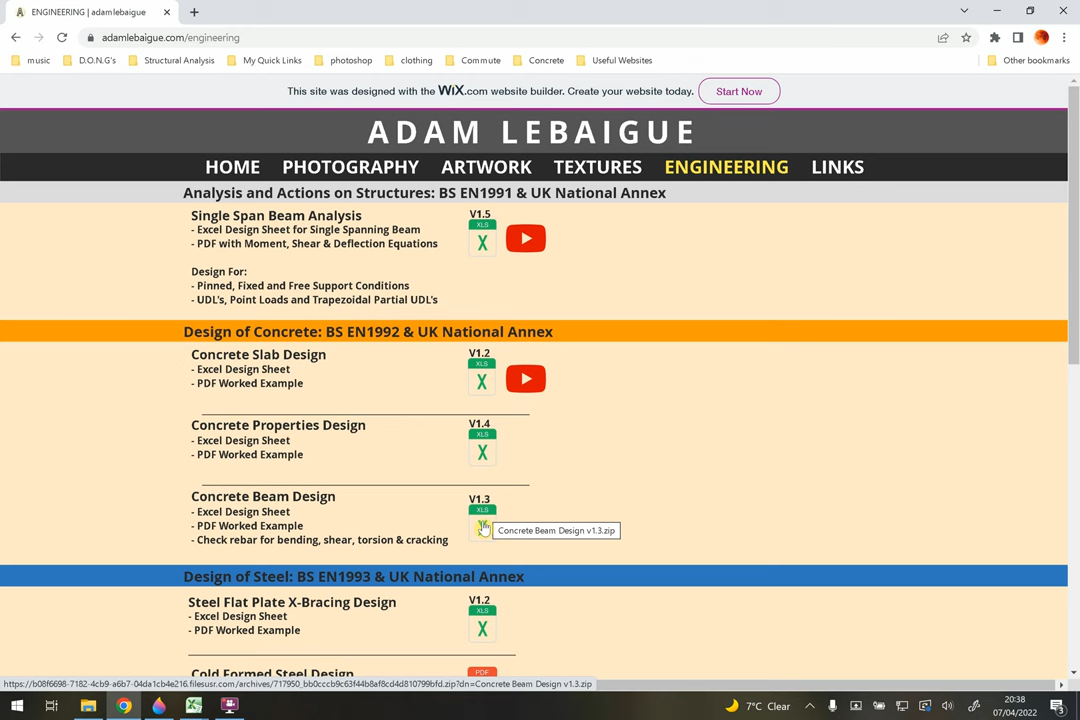 ENGINEERING | adamlebaigue
adamlebaigue.com/engineering
music
D.O.N.G's
Structural Analysis
My Quick Links
photoshop
clothing
Commute
Concrete
Useful Websites
Other bookmarks
This site was designed with the WiX.com website builder. Create your website today.
Start Now
ADAM LEBAIGUE
HOME PHOTOGRAPHY ARTWORK TEXTURES ENGINEERING LINKS
Analysis and Actions on Structures: BS EN1991 & UK National Annex
Single Span Beam Analysis
V1.5
XLS
X
- Excel Design Sheet for Single Spanning Beam
- PDF with Moment, Shear & Deflection Equations
Design For:
- Pinned, Fixed and Free Support Conditions
- UDL's, Point Loads and Trapezoidal Partial UDL's
Design of Concrete: BS EN1992 & UK National Annex
Concrete Slab Design
V1.2
XLS
X
- Excel Design Sheet
- PDF Worked Example
Concrete Properties Design
V1.4
XLS
X
- Excel Design Sheet
- PDF Worked Example
Concrete Beam Design
V1.3
XLS
- Excel Design Sheet
- PDF Worked Example
- Check rebar for bending, shear, torsion & cracking
Concrete Beam Design v1.3.zip
Design of Steel: BS EN1993 & UK National Annex
Steel Flat Plate X-Bracing Design
V1.2
XLS
X
- Excel Design Sheet
- PDF Worked Example
Cold Formed Steel Design
PDF
https://b08f6698-7182-4cb9-a6b7-04da1cb4e216.filesusr.com/archives/717950_bb0ccb9c63f44b8af8cd4d810799bfd.zip?dn=Concrete Beam Design v1.3.zip
7°C Clear
20:38
07/04/2022
3